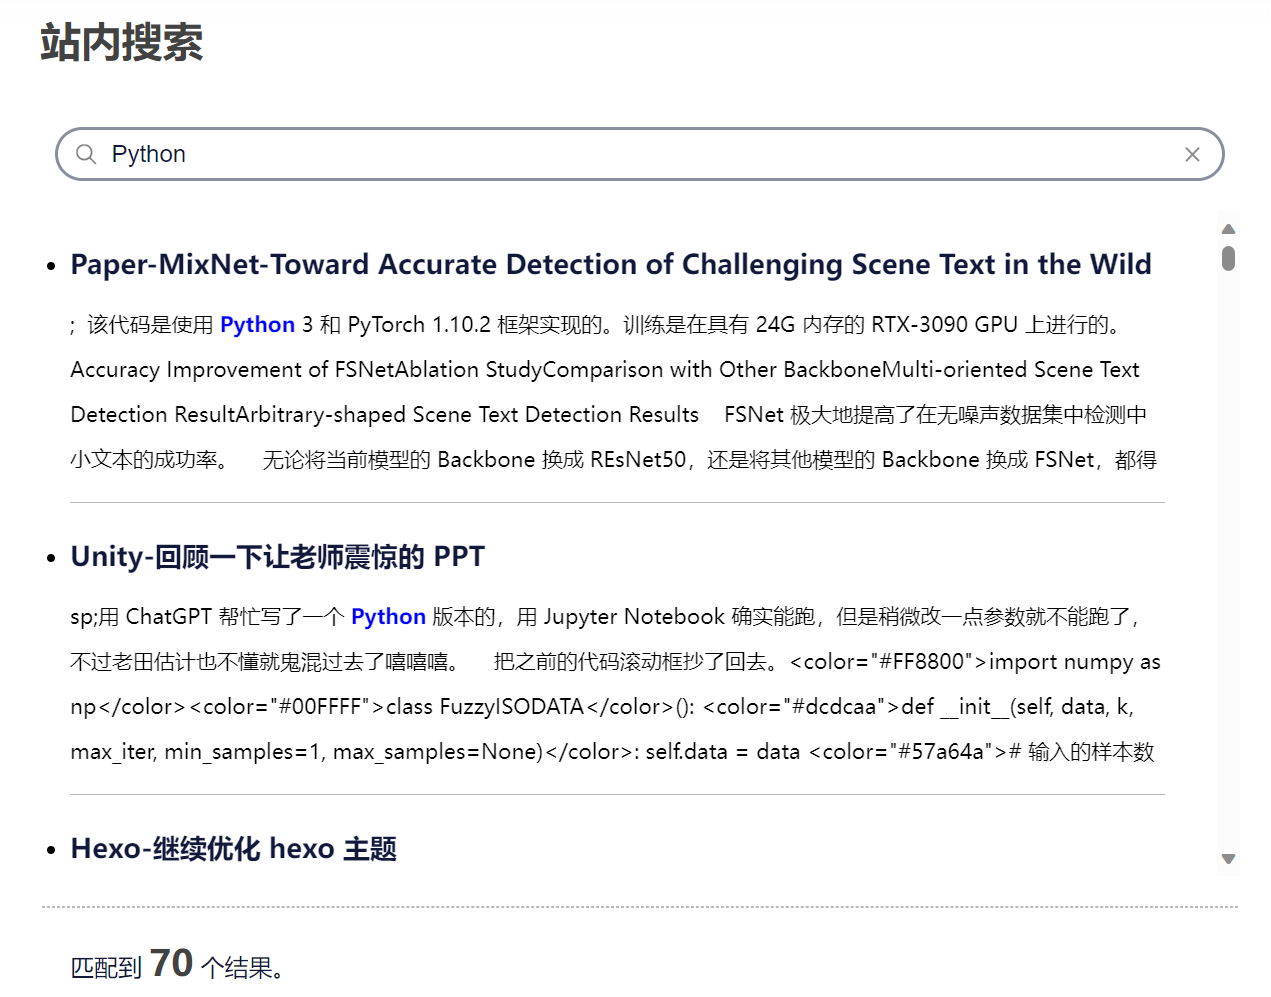 站内搜索
Python
Paper-MixNet-Toward Accurate Detection of Challenging Scene Text in the Wild
；该代码是使用 Python 3 和 PyTorch 1.10.2 框架实现的。训练是在具有 24G 内存的 RTX-3090 GPU 上进行的。
Accuracy Improvement of FSNetAblation StudyComparison with Other BackboneMulti-oriented Scene Text
Detection ResultArbitrary-shaped Scene Text Detection Results　FSNet 极大地提高了在无噪声数据集中检测中
小文本的成功率。　无论将当前模型的 Backbone 换成 REsNet50，还是将其他模型的 Backbone 换成 FSNet，都得
Unity-回顾一下让老师震惊的 PPT
sp;用 ChatGPT 帮忙写了一个 Python 版本的，用 Jupyter Notebook 确实能跑，但是稍微改一点参数就不能跑了，
不过老田估计也不懂就鬼混过去了嘻嘻嘻。　把之前的代码滚动框抄了回去。<color="#FF8800">import numpy as
np</color><color="#00FFFF">class FuzzyISODATA</color>(): <color="#dcdcaa">def __init__(self, data, k,
max_iter, min_samples=1, max_samples=None)</color>: self.data = data <color="#57a64a"># 输入的样本数
Hexo-继续优化 hexo 主题
匹配到 70 个结果。